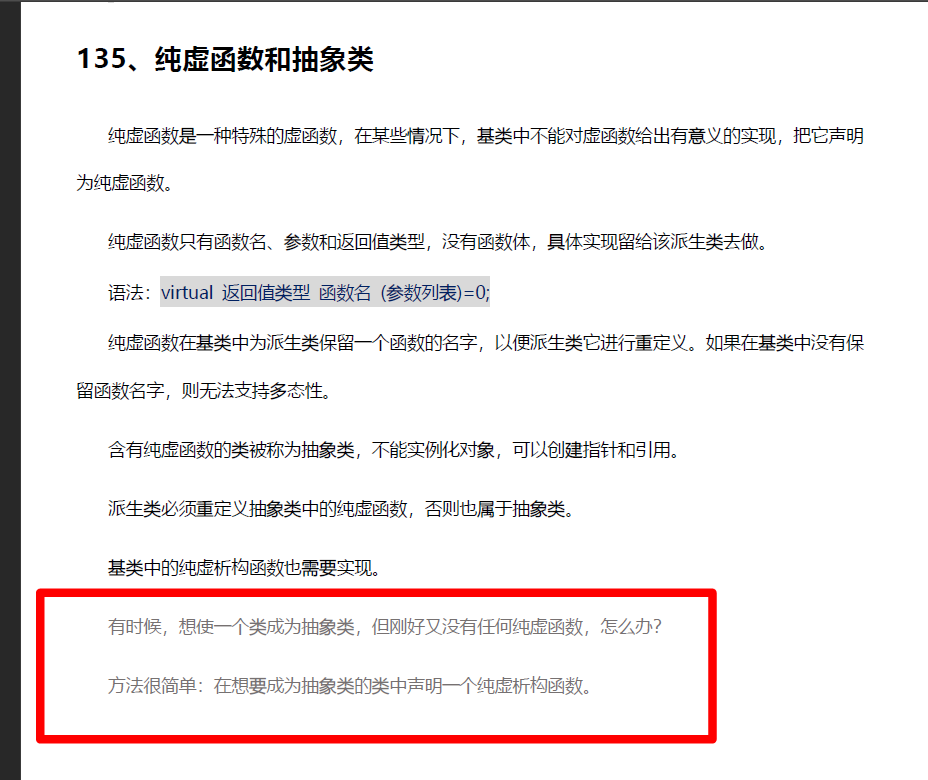 135、纯虚函数和抽象类
纯虚函数是一种特殊的虚函数，在某些情况下，基类中不能对虚函数给出有意义的实现，把它声明
为纯虚函数。
纯虚函数只有函数名、参数和返回值类型，没有函数体，具体实现留给该派生类去做。
语法：virtual 返回值类型 函数名 (参数列表)=0;
纯虚函数在基类中为派生类保留一个函数的名字，以便派生类它进行重定义。如果在基类中没有保
留函数名字，则无法支持多态性。
含有纯虚函数的类被称为抽象类，不能实例化对象，可以创建指针和引用。
派生类必须重定义抽象类中的纯虚函数，否则也属于抽象类。
基类中的纯虚析构函数也需要实现。
有时候，想使一个类成为抽象类，但刚好又没有任何纯虚函数，怎么办？
方法很简单：在想要成为抽象类的类中声明一个纯虚析构函数。